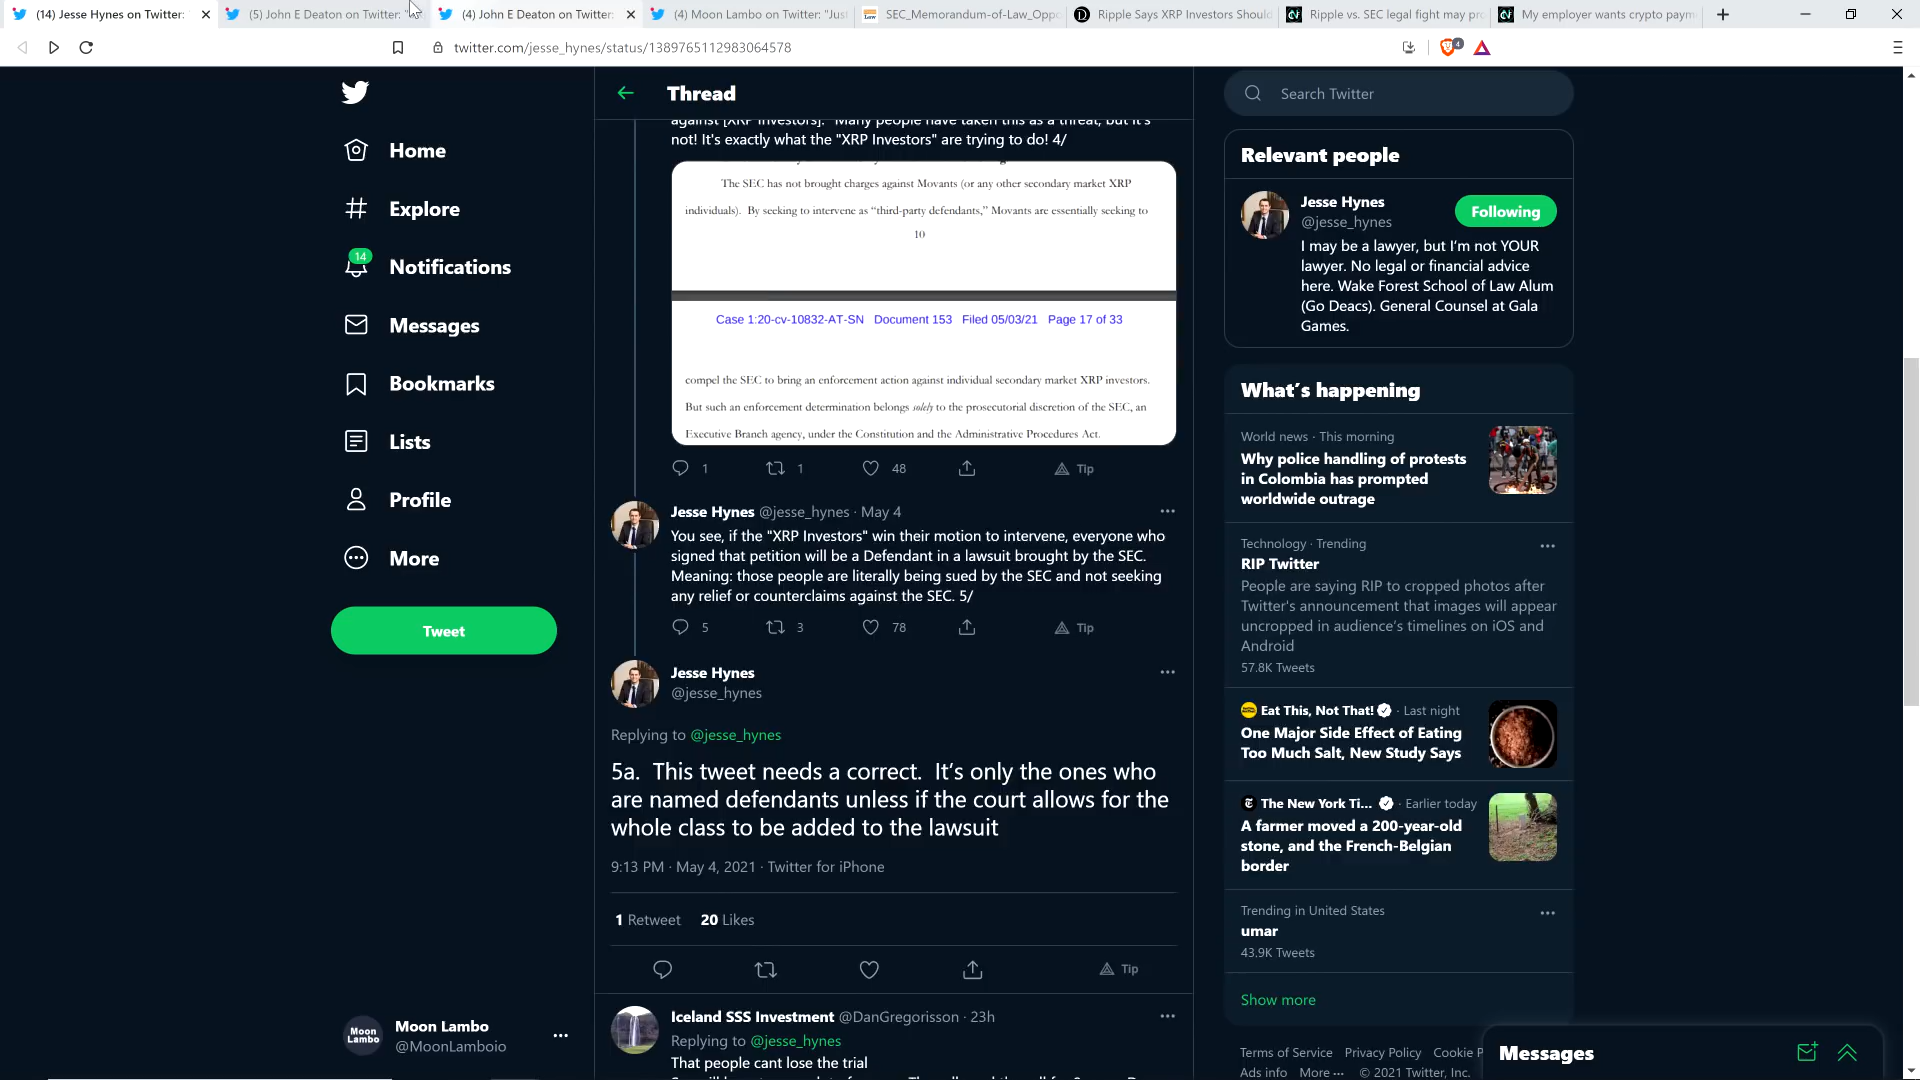 (14) Jesse Hynes on Twitter:
(5) John E Deaton on Twitter: "
(4) John E Deaton on Twitter:
(4) Moon Lambo on Twitter: "Just
SEC_Memorandum-of-Law_Oppo
Ripple Says XRP Investors Should
Ripple vs. SEC legal fight may pro
My employer wants crypto paym
twitter.com/jesse_hynes/status/1389765112983064578
4
Home
Explore
14
Notifications
Messages
Bookmarks
Lists
Profile
More
Tweet
Moon Lambo
Moon Lambo
@MoonLamboio
Thread
against [XRP Investors]." Many people have taken this as a threat, but it's
not! It's exactly what the "XRP Investors" are trying to do! 4/
The SEC has not brought charges against Movants (or any other secondary market XRP
individuals). By seeking to intervene as “third-party defendants,” Movants are essentially seeking to
10
Case 1:20-cv-10832-AT-SN Document 153 Filed 05/03/21 Page 17 of 33
compel the SEC to bring an enforcement action against individual secondary market XRP investors.
But such an enforcement determination belongs solely to the prosecutorial discretion of the SEC, an
Executive Branch agency, under the Constitution and the Administrative Procedures Act.
1 1 48 Tip
Jesse Hynes @jesse_hynes · May 4
You see, if the "XRP Investors" win their motion to intervene, everyone who
signed that petition will be a Defendant in a lawsuit brought by the SEC.
Meaning: those people are literally being sued by the SEC and not seeking
any relief or counterclaims against the SEC. 5/
5 3 78 Tip
Jesse Hynes
@jesse_hynes
Replying to @jesse_hynes
5a. This tweet needs a correct. It’s only the ones who
are named defendants unless if the court allows for the
whole class to be added to the lawsuit
9:13 PM · May 4, 2021 · Twitter for iPhone
1 Retweet 20 Likes
Tip
Iceland SSS Investment @DanGregorisson · 23h
Replying to @jesse_hynes
That people cant lose the trial
Search Twitter
Relevant people
Jesse Hynes
@jesse_hynes
Following
I may be a lawyer, but I’m not YOUR
lawyer. No legal or financial advice
here. Wake Forest School of Law Alum
(Go Deacs). General Counsel at Gala
Games.
What’s happening
World news · This morning
Why police handling of protests
in Colombia has prompted
worldwide outrage
Technology · Trending
RIP Twitter
People are saying RIP to cropped photos after
Twitter's announcement that images will appear
uncropped in audience’s timelines on iOS and
Android
57.8K Tweets
Eat This, Not That! · Last night
One Major Side Effect of Eating
Too Much Salt, New Study Says
The New York Ti... · Earlier today
A farmer moved a 200-year-old
stone, and the French-Belgian
border
Trending in United States
umar
43.9K Tweets
Show more
Terms of Service Privacy Policy Cookie P
Ads info More © 2021 Twitter, Inc.
Messages